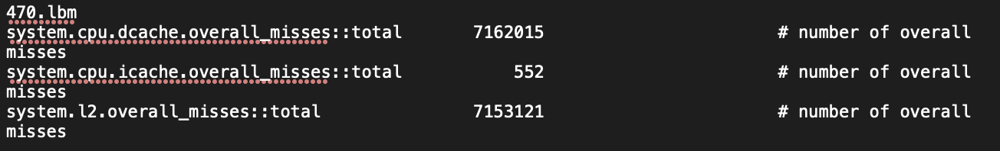 470.lbm
system.cpu.dcache.overall_misses::total 7162015 # number of overall
misses
system.cpu.icache.overall_misses::total 552 # number of overall
misses
system.l2.overall_misses::total 7153121 # number of overall
misses